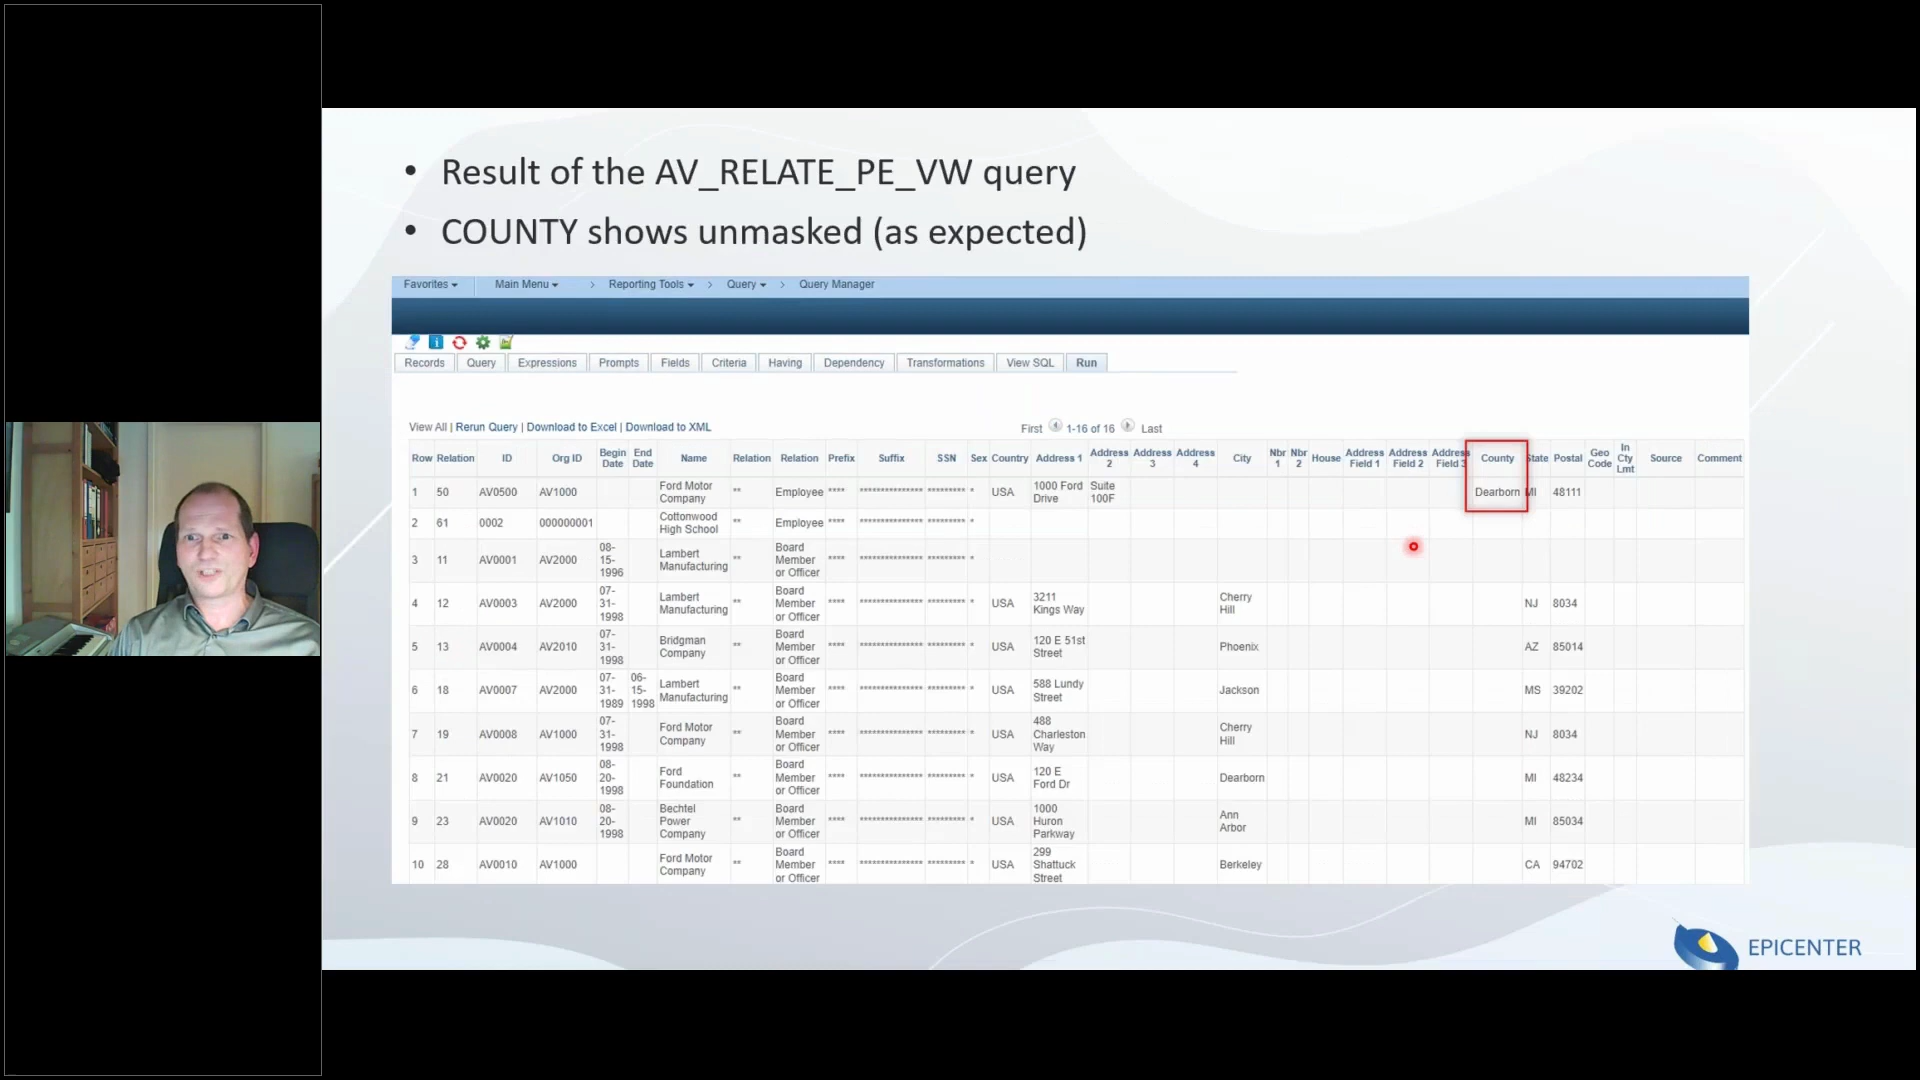 • Result of the AV_RELATE_PE_VW query
• COUNTY shows unmasked (as expected)
Favorites Main Menu > Reporting Tools > Query > Query Manager
Records Query Expressions Prompts Fields Criteria Having Dependency Transformations View SQL Run
View All | Rerun Query | Download to Excel | Download to XML First 1-16 of 16 Last
Row Relation ID Org ID Begin Date End Date Name Relation Relation Prefix Suffix SSN Sex Country Address 1 Address 2 Address 3 Address 4 City Nbr 1 Nbr 2 House Address Field 1 Address Field 2 Address Field 3 County State Postal Geo Code In Cty Lmt Source Comment
1 50 AV0500 AV1000 Ford Motor Company ** Employee **** **************** ********* * USA 1000 Ford Drive Suite 100F Dearborn MI 48111
2 61 0002 000000001 Cottonwood High School ** Employee **** **************** ********* *
3 11 AV0001 AV2000 08-15-1996 Lambert Manufacturing ** Board Member or Officer **** **************** ********* *
4 12 AV0003 AV2000 07-31-1998 Lambert Manufacturing ** Board Member or Officer **** **************** ********* * USA 3211 Kings Way Cherry Hill NJ 8034
5 13 AV0004 AV2010 07-31-1998 Bridgman Company ** Board Member or Officer **** **************** ********* * USA 120 E 51st Street Phoenix AZ 85014
6 18 AV0007 AV2000 07-31-1989 06-15-1998 Lambert Manufacturing ** Board Member or Officer **** **************** ********* * USA 588 Lundy Street Jackson MS 39202
7 19 AV0008 AV1000 07-31-1998 Ford Motor Company ** Board Member or Officer **** **************** ********* * USA 488 Charleston Way Cherry Hill NJ 8034
8 21 AV0020 AV1050 08-20-1998 Ford Foundation ** Board Member or Officer **** **************** ********* * USA 120 E Ford Dr Dearborn MI 48234
9 23 AV0020 AV1010 08-20-1998 Bechtel Power Company ** Board Member or Officer **** **************** ********* * USA 1000 Huron Parkway Ann Arbor MI 85034
10 28 AV0010 AV1000 Ford Motor Company ** Board Member or Officer **** **************** ********* * USA 299 Shattuck Street Berkeley CA 94702
EPICENTER